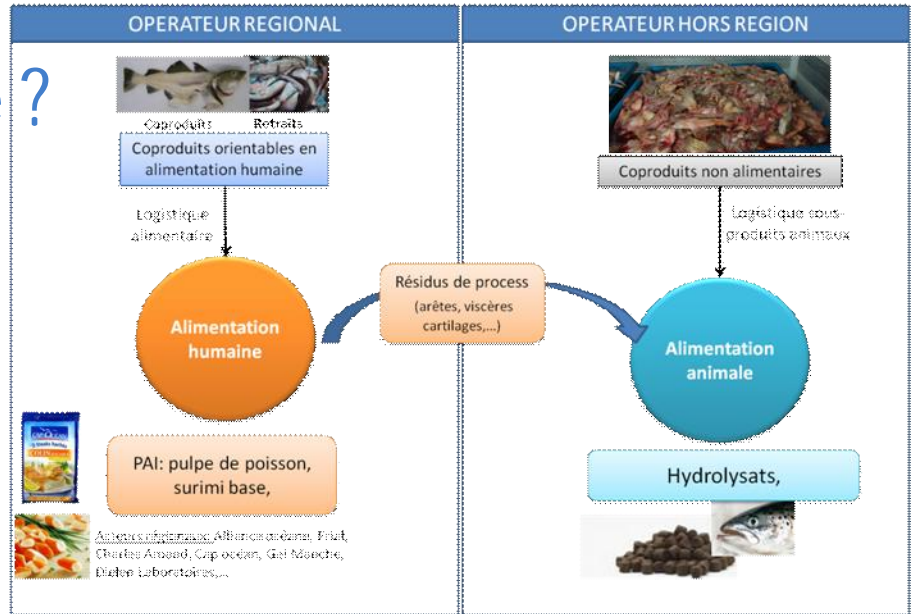 OPERATEUR REGIONAL
OPERATEUR HORS REGION
?
Coproduits
Retraits
Coproduits orientables en
alimentation humaine
Coproduits non alimentaires
Logistique
alimentaire
Logistique sous-
produits animaux
Résidus de process
(arêtes, viscères
cartilages,...)
Alimentation
humaine
Alimentation
animale
PAI: pulpe de poisson,
surimi base,
Hydrolysats,
Acteurs régionaux: Alliance océane, Frial,
Charles Amand, Cap océan, Gel Manche,
Laboratoires,...